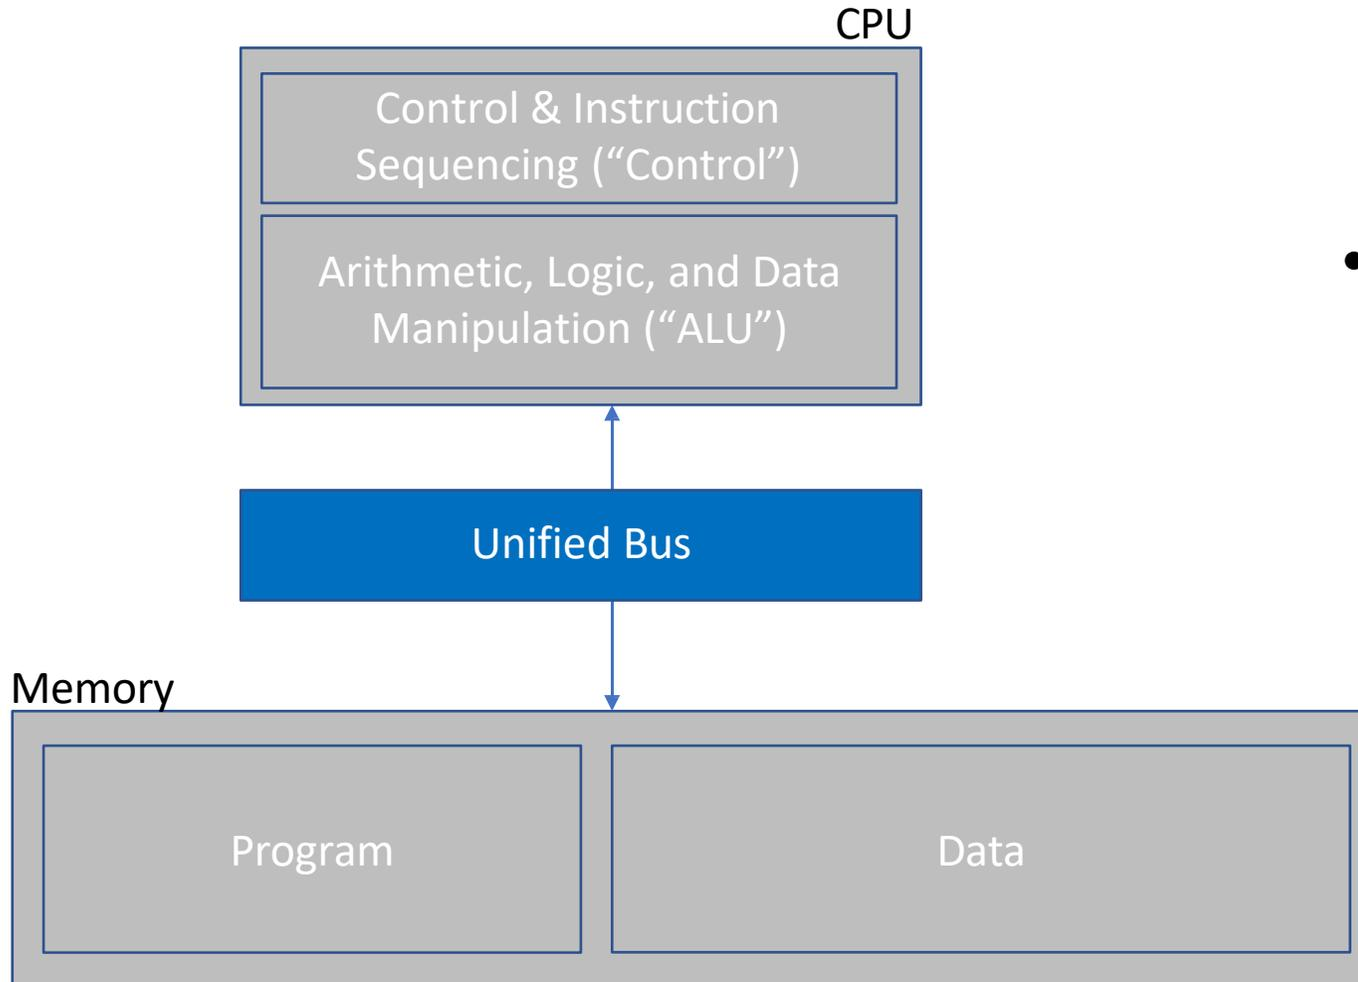 CPU
Control & Instruction
Sequencing (“Control”)
Arithmetic, Logic, and Data
Manipulation (“ALU”)
•
Unified Bus
Memory
Program
Data